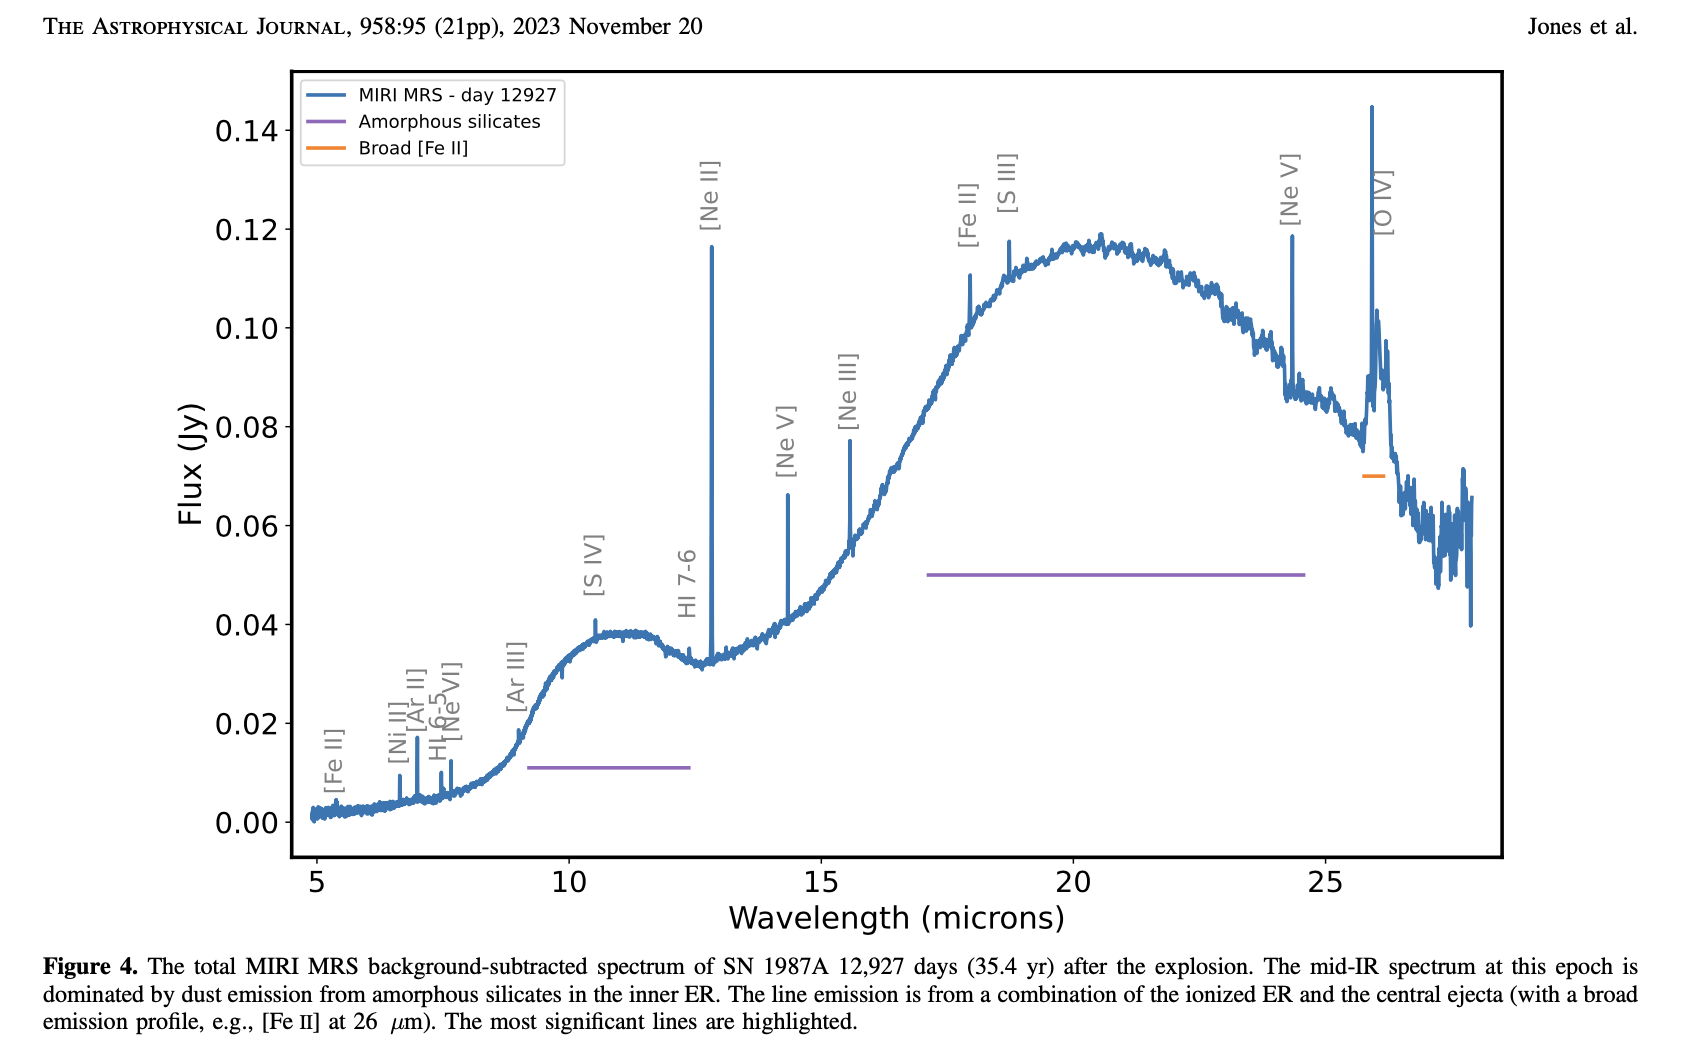 THE ASTROPHYSICAL JOURNAL, 958:95 (21pp), 2023 November 20
Jones et al.
MIRI MRS - day 12927
Amorphous silicates
Broad [Fe II]
0.14
0.12
0.10
0.08
0.06
0.04
0.02
0.00
Flux (Jy)
[Fe II]
[Ni II]
[Ar II]
HI 6-5
[Ne VI]
[Ar III]
[S IV]
HI 7-6
[Ne II]
[Ne V]
[Ne III]
[Fe II]
[S III]
[Ne V]
[O IV]
5
10
15
20
25
Wavelength (microns)
Figure 4. The total MIRI MRS background-subtracted spectrum of SN 1987A 12,927 days (35.4 yr) after the explosion. The mid-IR spectrum at this epoch is
dominated by dust emission from amorphous silicates in the inner ER. The line emission is from a combination of the ionized ER and the central ejecta (with a broad
emission profile, e.g., [Fe II] at 26 μm). The most significant lines are highlighted.